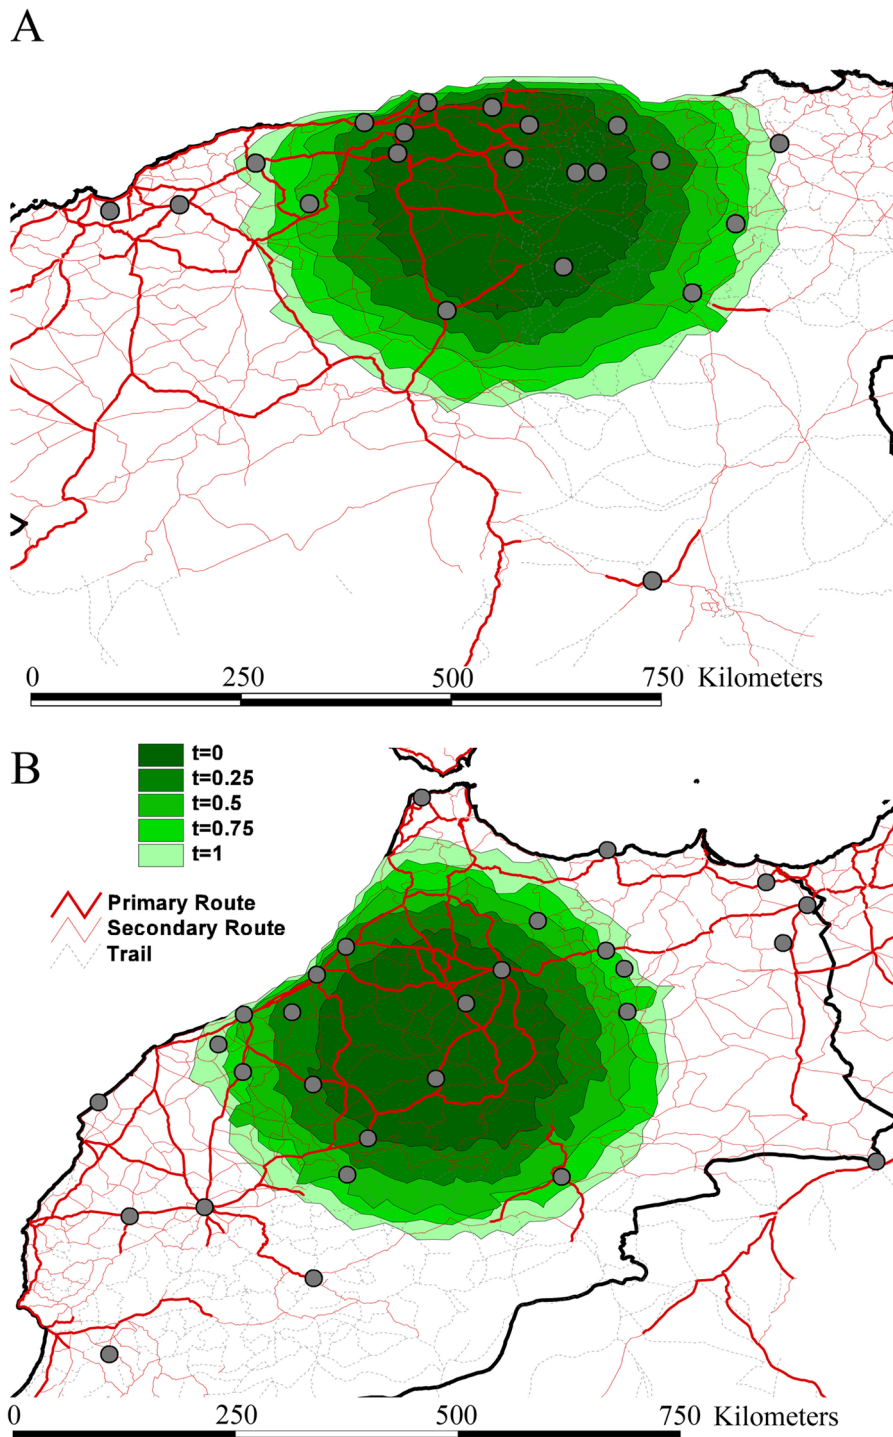 A
0 250 500 750 Kilometers
B
t=0
t=0.25
t=0.5
t=0.75
t=1
Primary Route
Secondary Route
Trail
0 250 500 750 Kilometers